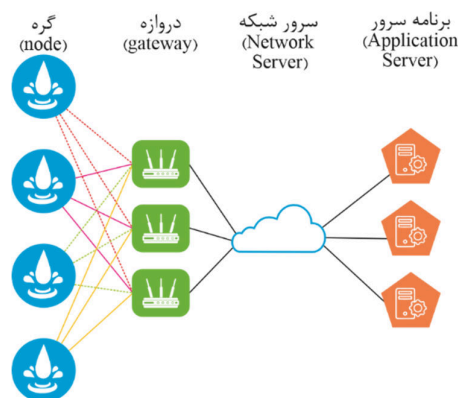 گره
(node)
دروازه
(gateway)
سرور شبکه
(Network
Server)
برنامه سرور
(Application
Server)